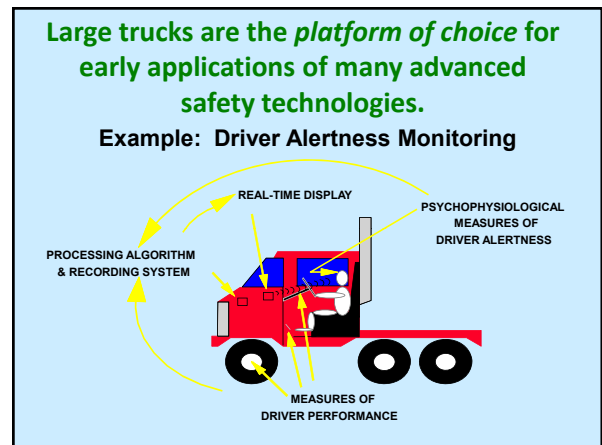 Large trucks are the platform of choice for
early applications of many advanced
safety technologies.
Example: Driver Alertness Monitoring
REAL-TIME DISPLAY
PSYCHOPHYSIOLOGICAL
MEASURES OF
DRIVER ALERTNESS
PROCESSING ALGORITHM
& RECORDING SYSTEM
MEASURES OF
DRIVER PERFORMANCE